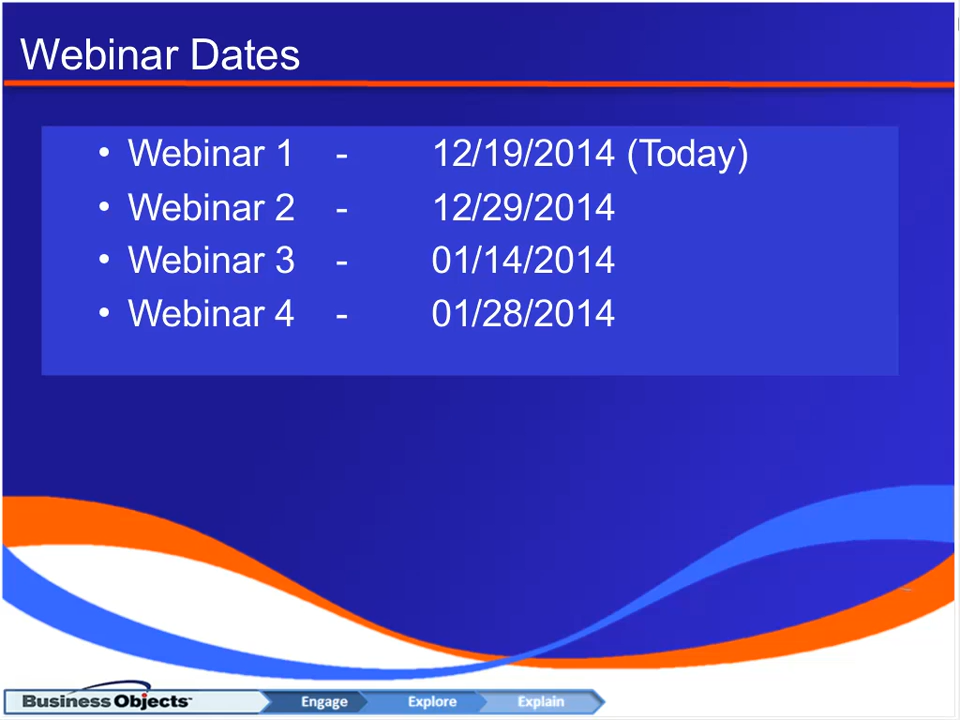 Webinar Dates
• Webinar 1 - 12/19/2014 (Today)
• Webinar 2 - 12/29/2014
• Webinar 3 - 01/14/2014
• Webinar 4 - 01/28/2014
Business Objects™ Engage Explore Explain